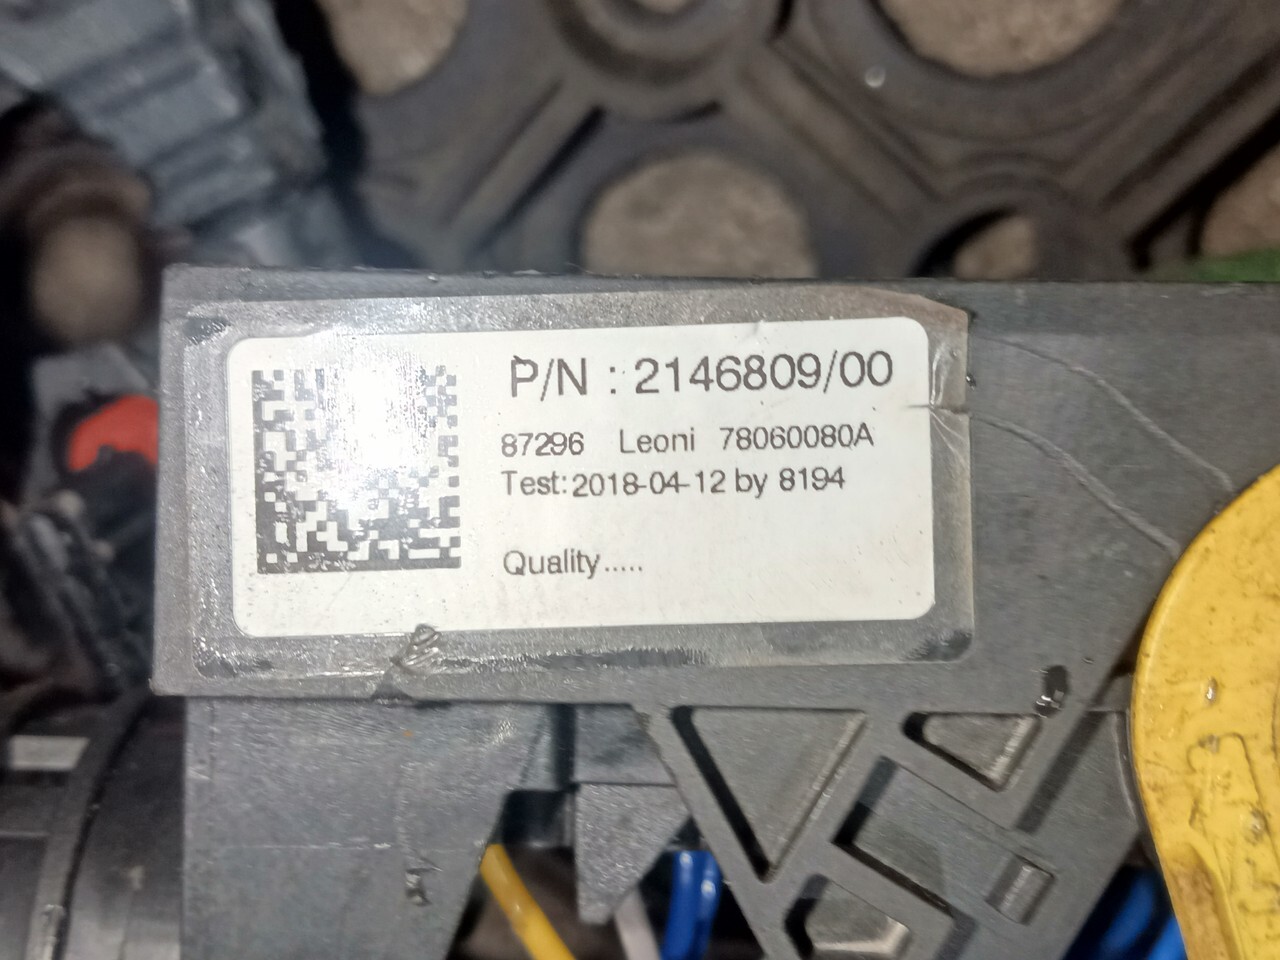 P/N : 2146809/00
87296 Leoni 78060080A
Test:2018-04-12 by 8194
Quality.....